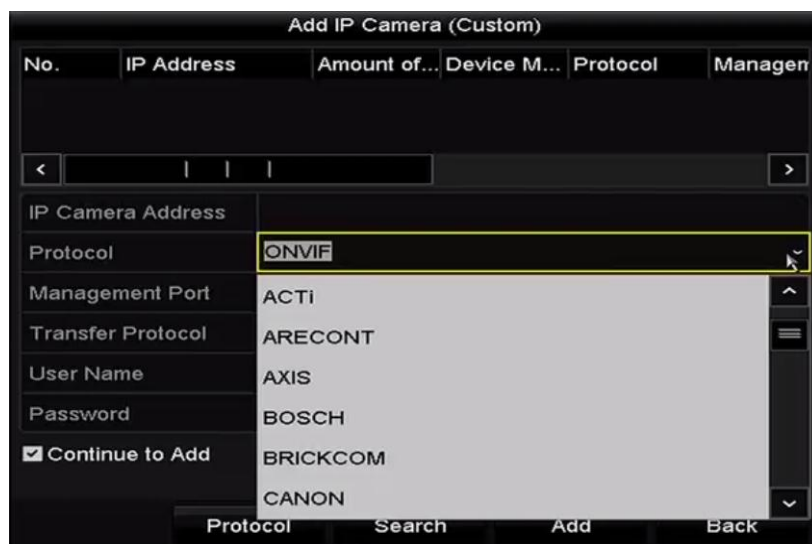 Add IP Camera (Custom)
No. IP Address Amount of... Device M... Protocol Managem
IP Camera Address
Protocol ONVIF
Management Port
ACTi
Transfer Protocol
ARECONT
User Name
AXIS
Password
BOSCH
Continue to Add
BRICKCOM
CANON
Protocol Search Add Back